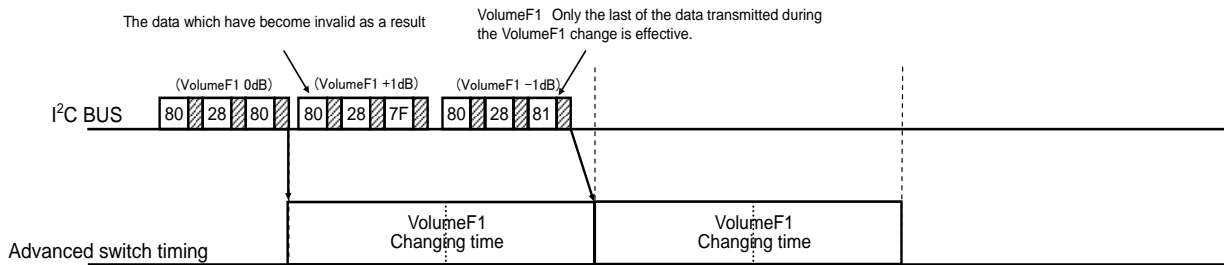 The data which have become invalid as a result
VolumeF1 Only the last of the data transmitted during
the VolumeF1 change is effective.
(VolumeF1 0dB) (VolumeF1 +1dB) (VolumeF1 −1dB)
I²C BUS 80 28 80 80 28 7F 80 28 81
VolumeF1 VolumeF1
Changing time Changing time
Advanced switch timing